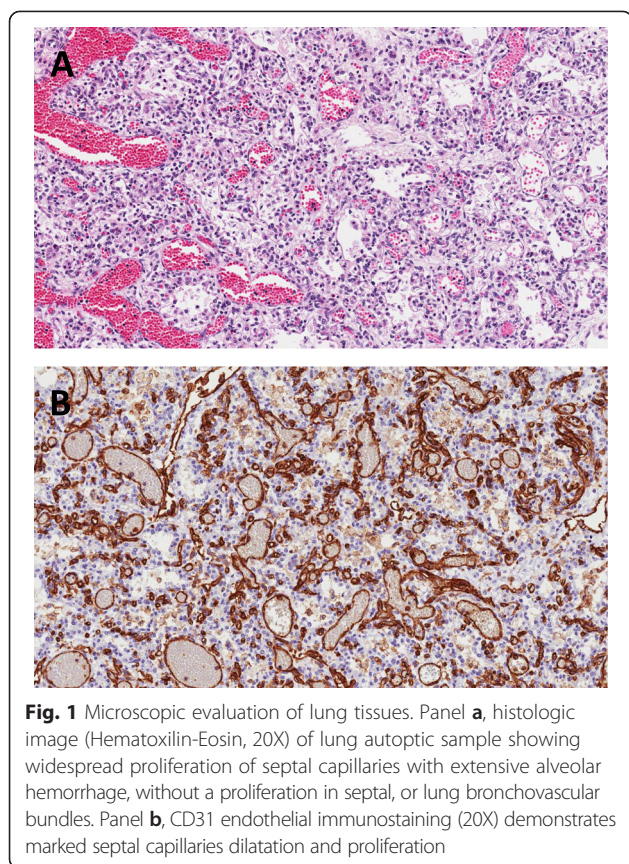 A
B
Fig. 1 Microscopic evaluation of lung tissues. Panel a, histologic
image (Hematoxilin-Eosin, 20X) of lung autoptic sample showing
widespread proliferation of septal capillaries with extensive alveolar
hemorrhage, without a proliferation in septal, or lung bronchovascular
bundles. Panel b, CD31 endothelial immunostaining (20X) demonstrates
marked septal capillaries dilatation and proliferation